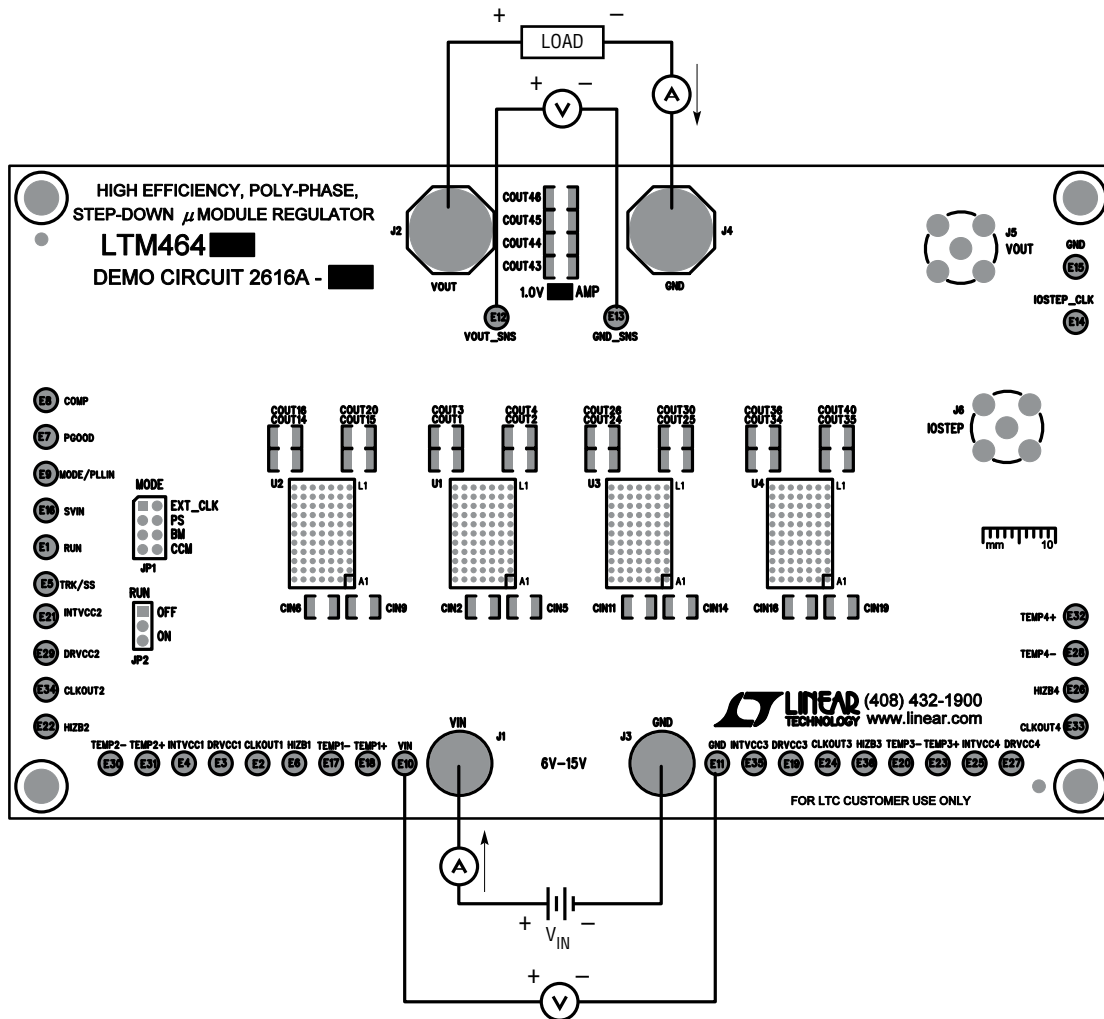 + LOAD −
+ V −
A
HIGH EFFICIENCY, POLY-PHASE,
STEP-DOWN µMODULE REGULATOR
LTM464
DEMO CIRCUIT 2616A -
J2
VOUT
COUT46
COUT45
COUT44
COUT43
1.0V AMP
J4
GND
E12
VOUT_SNS
E13
GND_SNS
J5
VOUT
GND
E15
IOSTEP_CLK
E14
J6
IOSTEP
E8 COMP
E7 PGOOD
E9 MODE/PLLIN
E16 SVIN
E1 RUN
E5 TRK/SS
E21 INTVCC2
E29 DRVCC2
E34 CLKOUT2
E22 HIZB2
MODE
EXT_CLK
PS
BM
CCM
JP1
RUN
OFF
ON
JP2
COUT16 COUT20
COUT14 COUT15
U2 L1
A1
CIN6 CIN9
COUT3 COUT4
COUT1 COUT2
U1 L1
A1
CIN2 CIN5
COUT26 COUT30
COUT24 COUT25
U3 L1
A1
CIN11 CIN14
COUT36 COUT40
COUT34 COUT35
U4 L1
A1
CIN16 CIN19
mm 10
TEMP4+ E32
TEMP4- E28
HIZB4 E26
CLKOUT4 E33
LINEAR TECHNOLOGY
(408) 432-1900
www.linear.com
TEMP2- TEMP2+ INTVCC1 DRVCC1 CLKOUT1 HIZB1 TEMP1- TEMP1+ VIN
E30 E31 E4 E3 E2 E6 E17 E18 E10
VIN
J1
6V–15V
GND
J3
GND INTVCC3 DRVCC3 CLKOUT3 HIZB3 TEMP3- TEMP3+ INTVCC4 DRVCC4
E11 E35 E19 E24 E36 E20 E23 E25 E27
FOR LTC CUSTOMER USE ONLY
A
+ −
VIN
+ V −